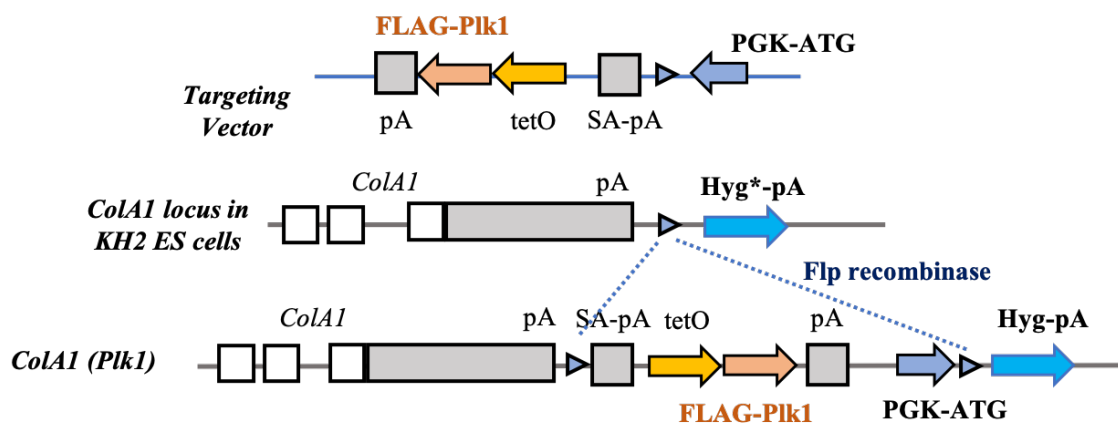 FLAG-Plk1
PGK-ATG
Targeting
Vector
pA
tetO
SA-pA
ColA1
pA
Hyg*-pA
ColA1 locus in
KH2 ES cells
Flp recombinase
ColA1
pA
SA-pA
tetO
pA
Hyg-pA
ColA1 (Plk1)
FLAG-Plk1
PGK-ATG